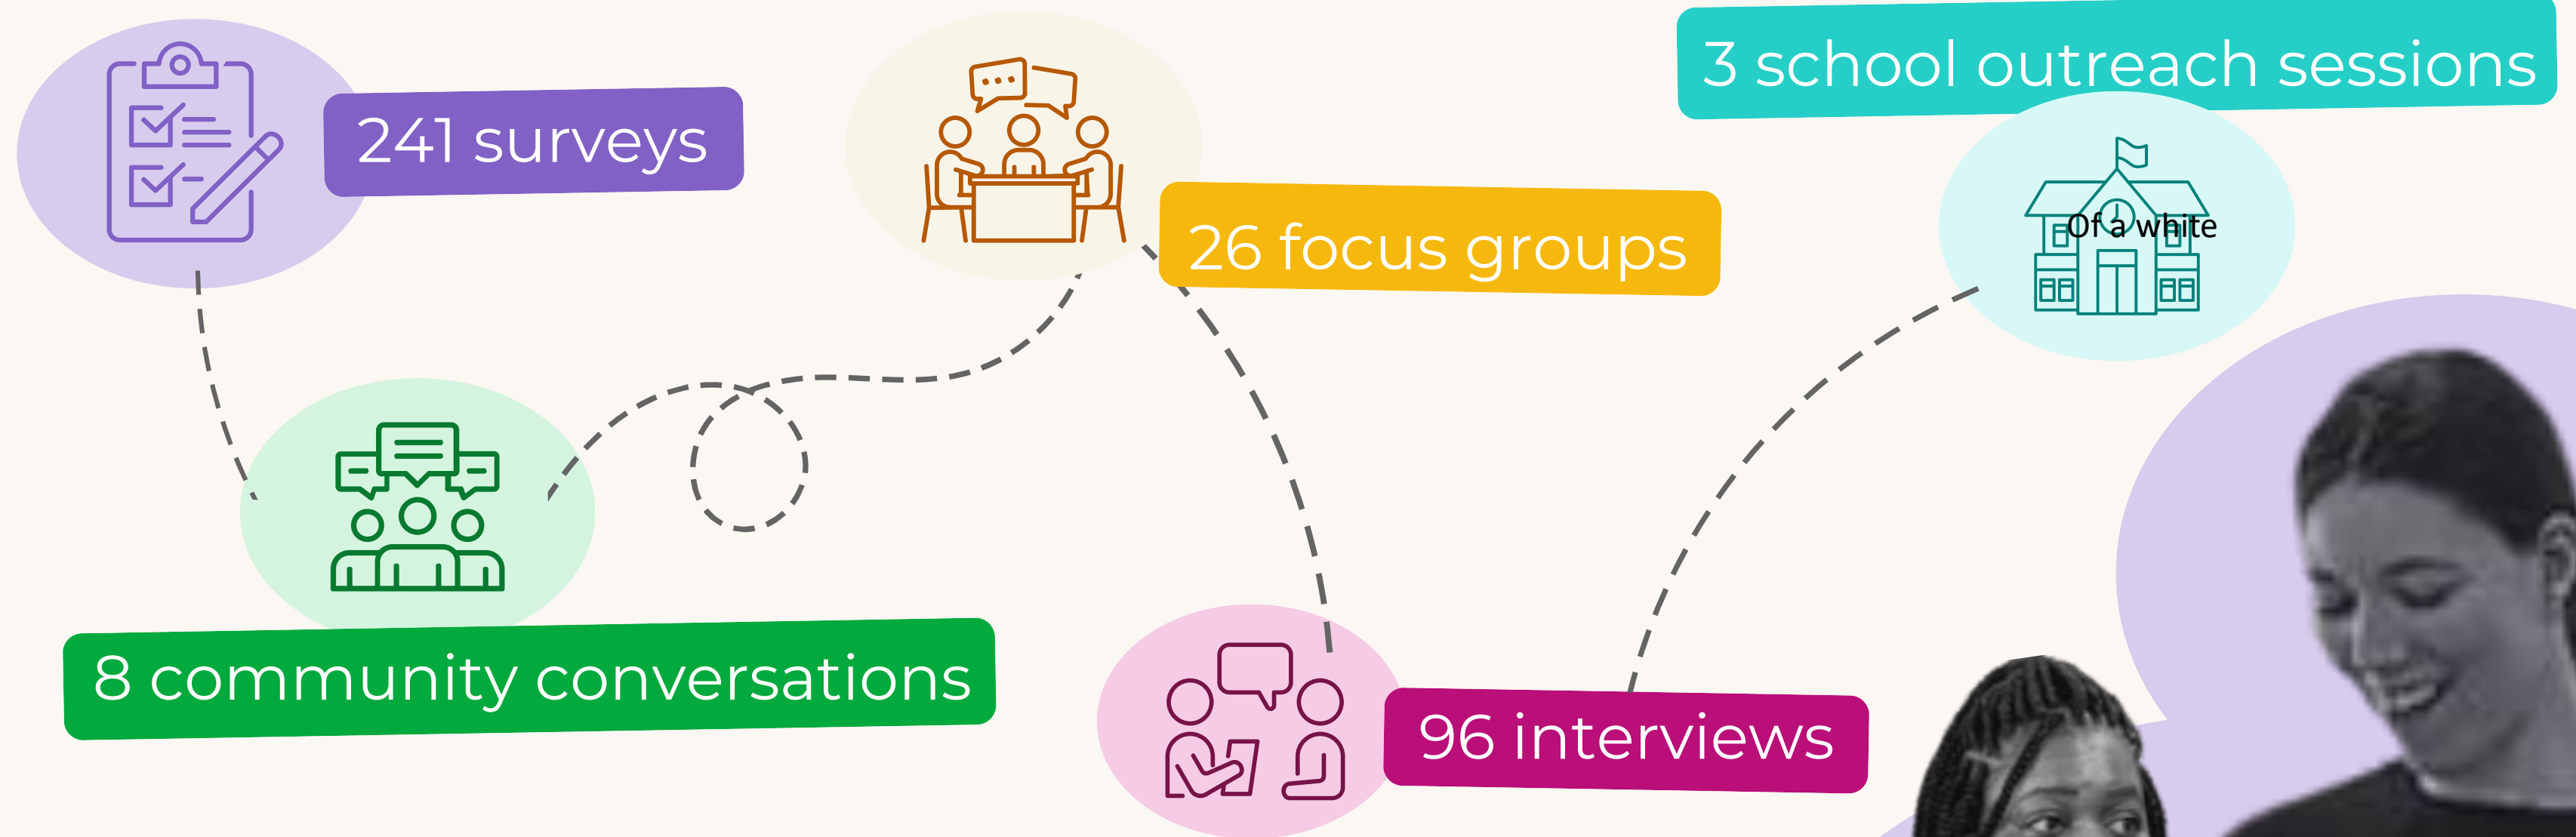 241 surveys
8 community conversations
26 focus groups
96 interviews
3 school outreach sessions
Of a white